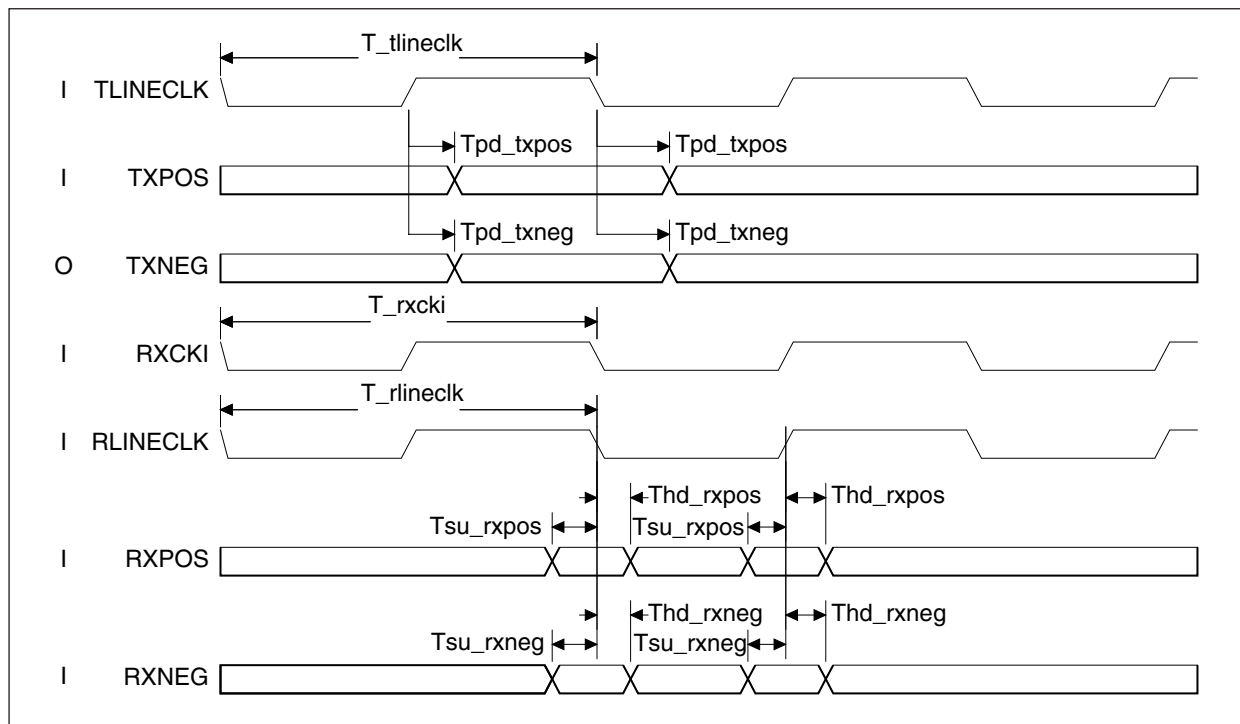 T_tlineclk
I TLINECLK
Tpd_txpos Tpd_txpos
I TXPOS
Tpd_txneg Tpd_txneg
O TXNEG
T_rxcki
I RXCKI
T_rlineclk
I RLINECLK
Thd_rxpos Thd_rxpos
Tsu_rxpos Tsu_rxpos
I RXPOS
Thd_rxneg Thd_rxneg
Tsu_rxneg Tsu_rxneg
I RXNEG